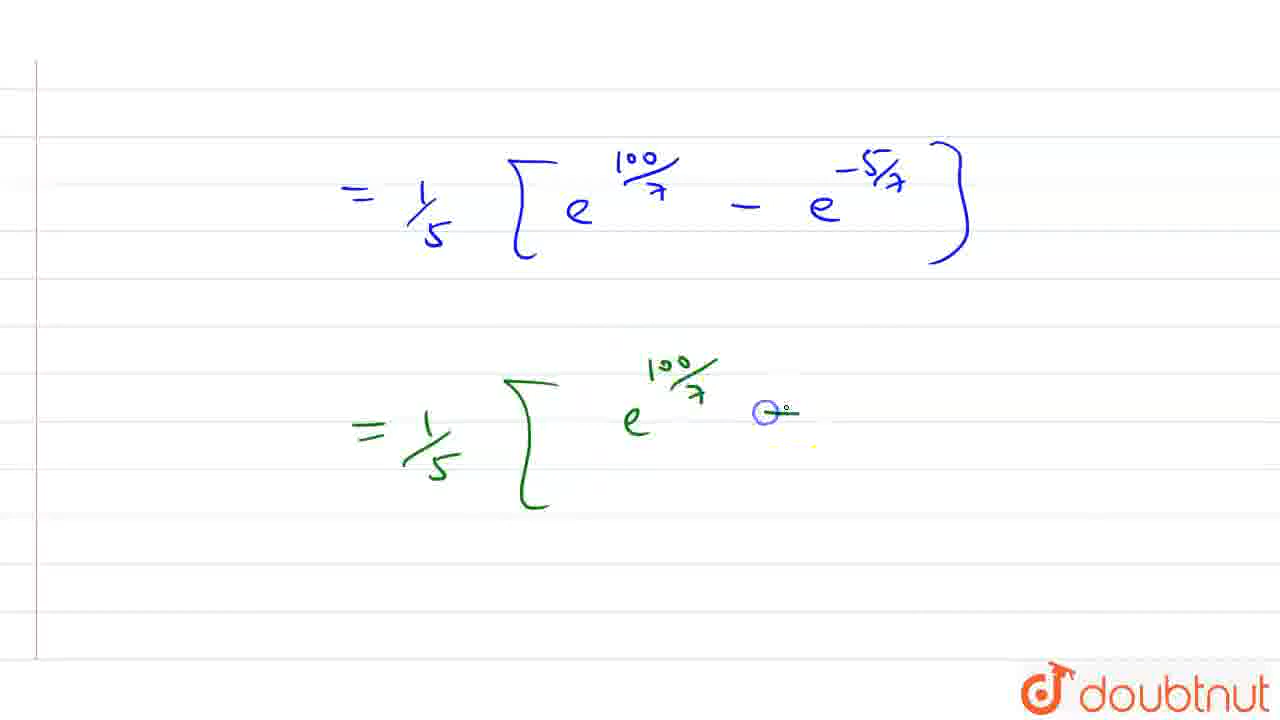 = 1/5 [ e^{100/7} - e^{-5/7} ]
= 1/5 [ e^{100/7} -
doubtnut